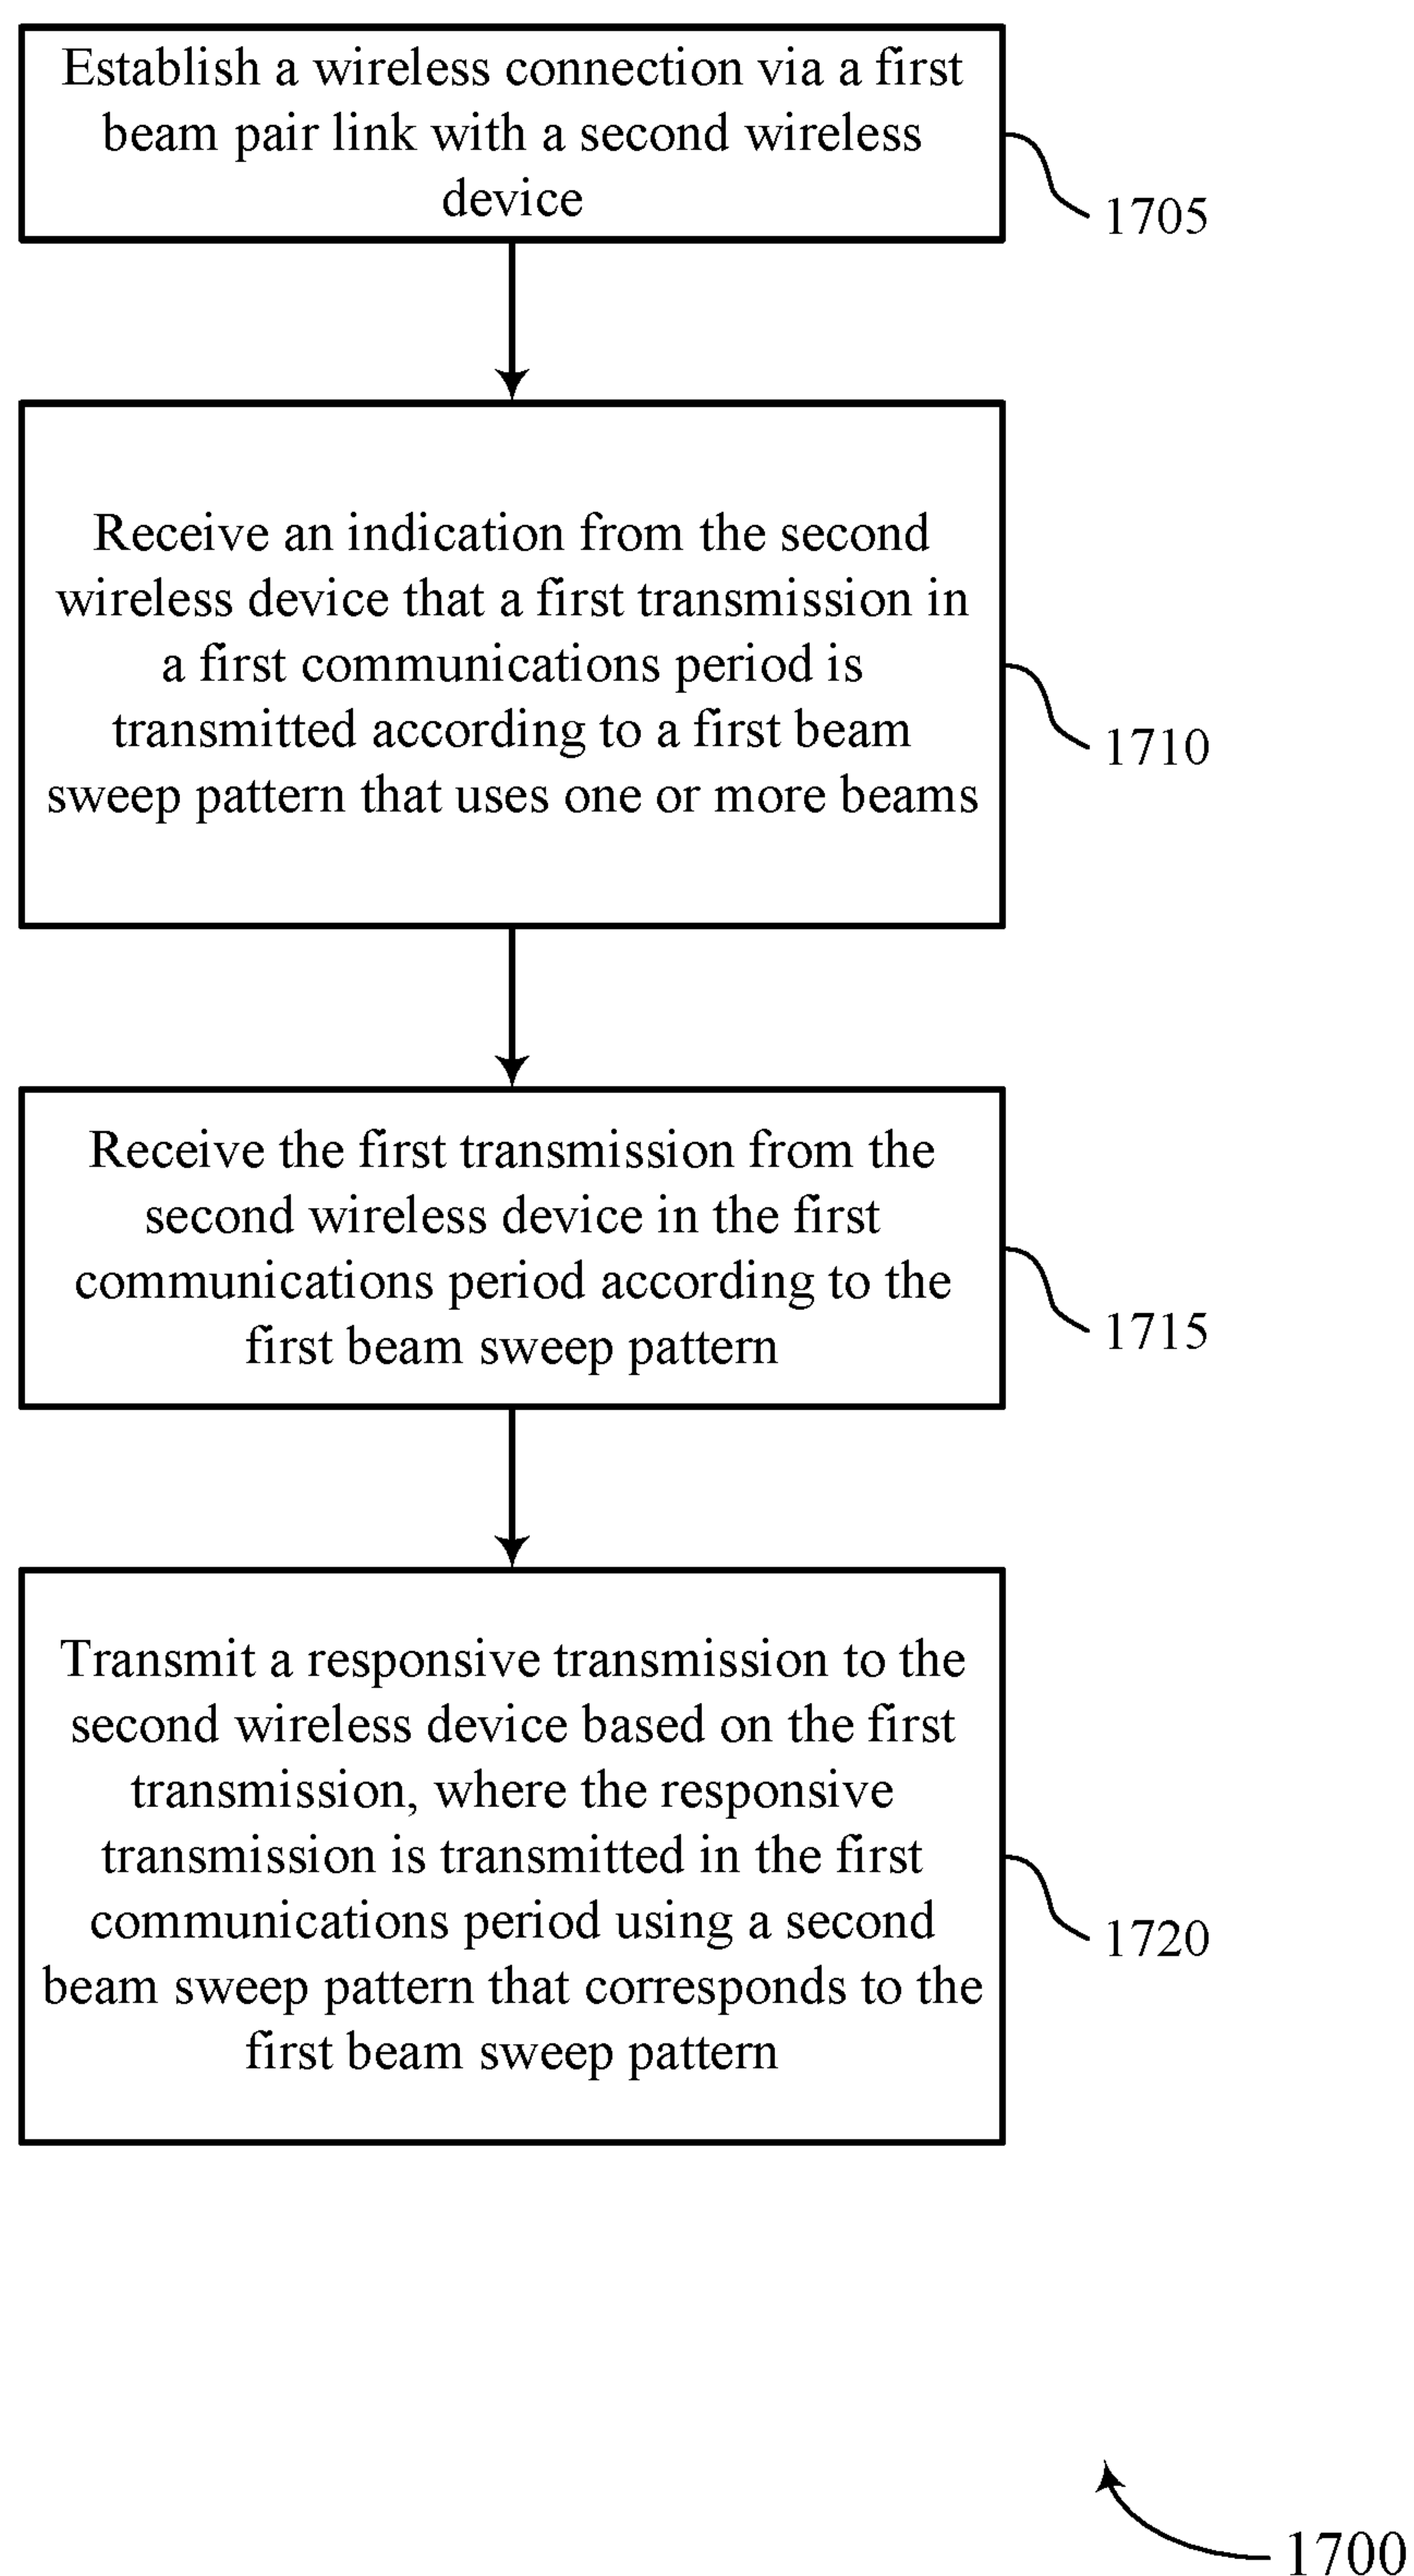 Establish a wireless connection via a first
beam pair link with a second wireless
device
1705
Receive an indication from the second
wireless device that a first transmission in
a first communications period is
transmitted according to a first beam
sweep pattern that uses one or more beams
1710
Receive the first transmission from the
second wireless device in the first
communications period according to the
first beam sweep pattern
1715
Transmit a responsive transmission to the
second wireless device based on the first
transmission, where the responsive
transmission is transmitted in the first
communications period using a second
beam sweep pattern that corresponds to the
first beam sweep pattern
1720
1700